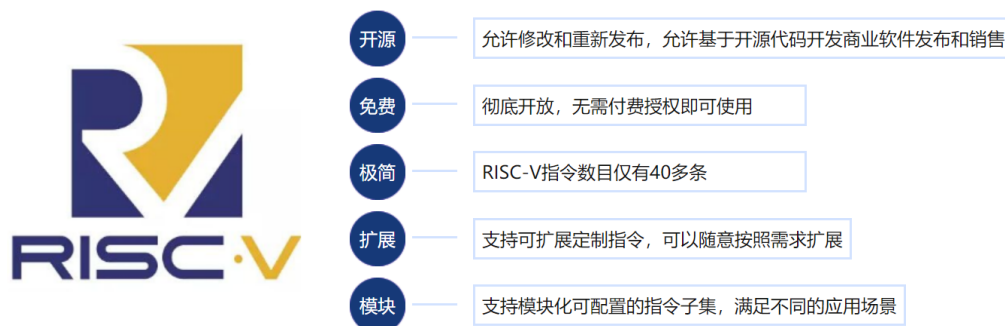 开源
允许修改和重新发布，允许基于开源代码开发商业软件发布和销售
免费
彻底开放，无需付费授权即可使用
极简
RISC-V指令数目仅有40多条
扩展
支持可扩展定制指令，可以随意按照需求扩展
模块
支持模块化可配置的指令子集，满足不同的应用场景
RISC-V